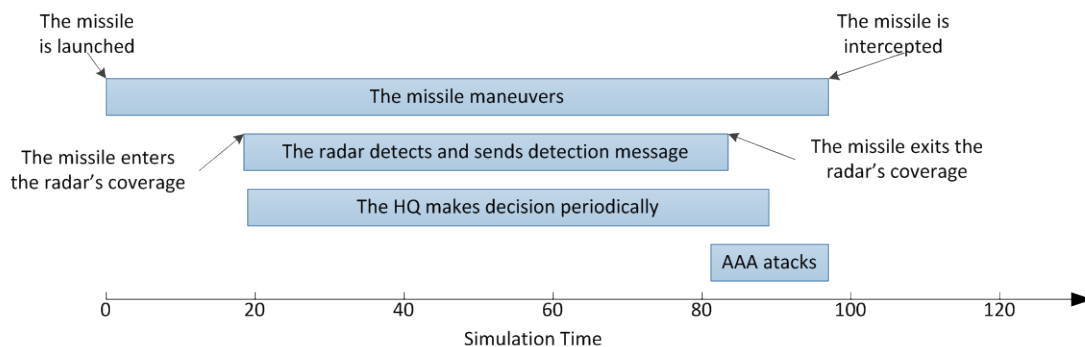 The missile
is launched
The missile is
intercepted
The missile maneuvers
The missile enters
the radar's coverage
The radar detects and sends detection message
The missile exits the
radar's coverage
The HQ makes decision periodically
AAA atacks
0 20 40 60 80 100 120
Simulation Time